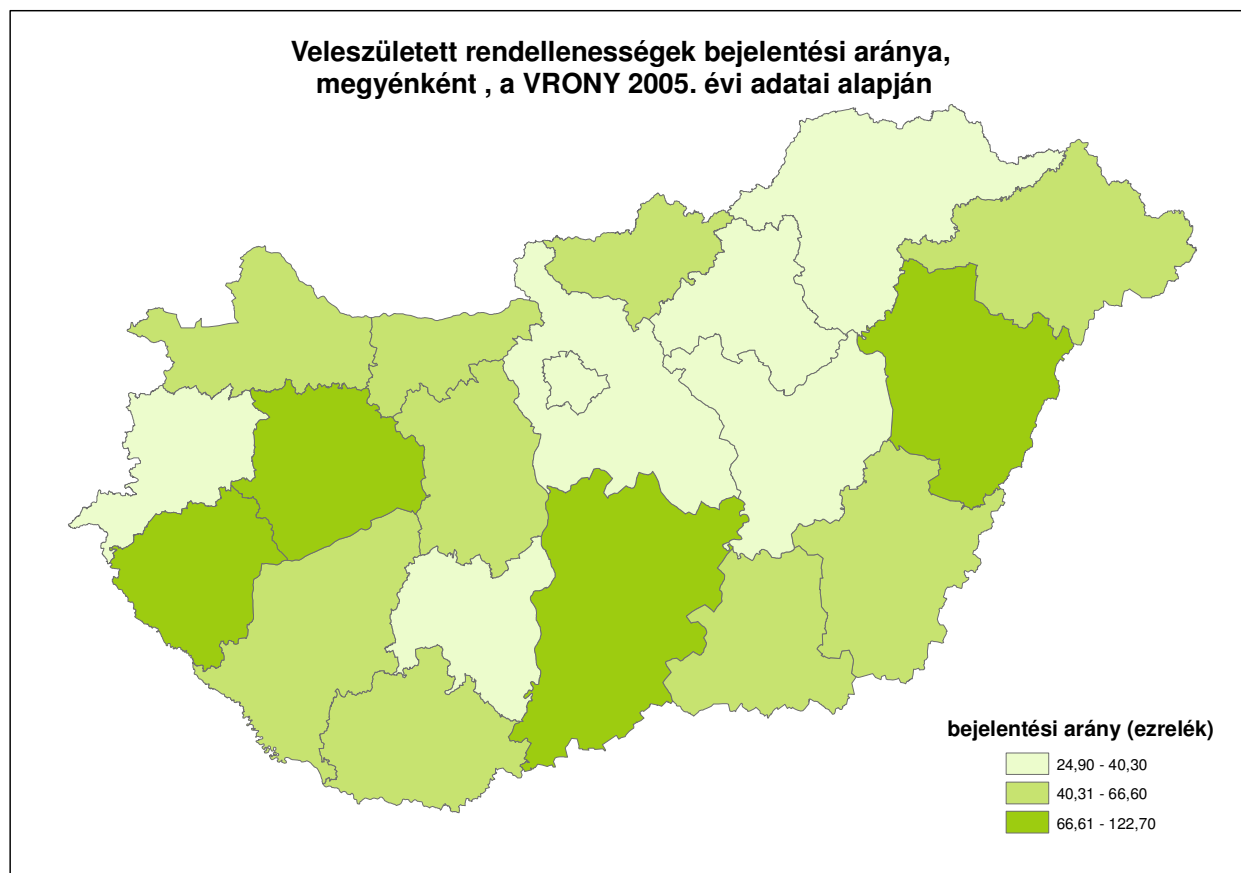 Veleszületett rendellenességek bejelentési aránya,
megyénként , a VRONY 2005. évi adatai alapján
bejelentési arány (ezrelék)
24,90 - 40,30
40,31 - 66,60
66,61 - 122,70